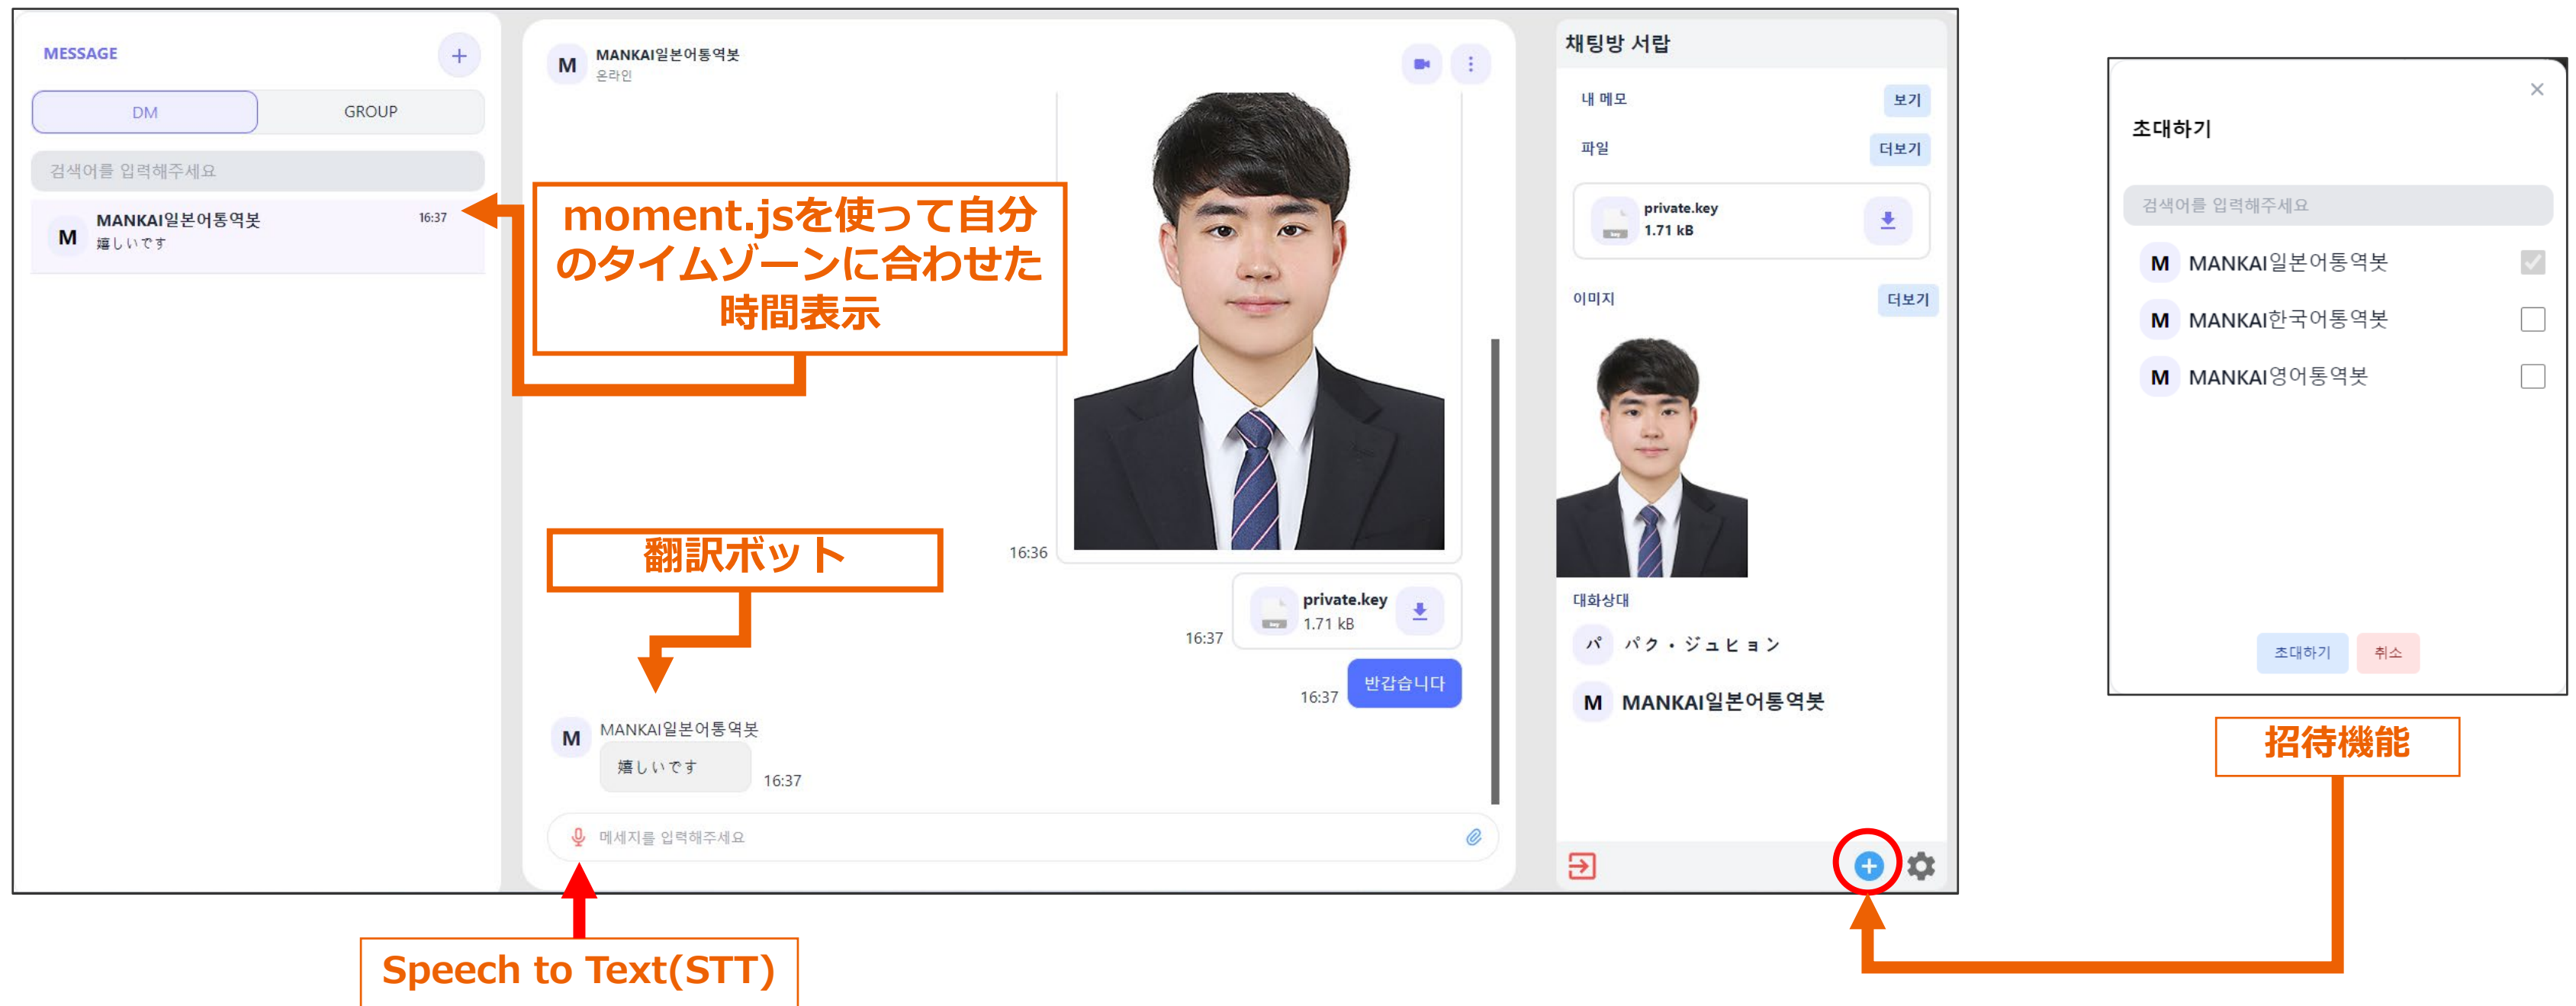 MESSAGE
+
DM
GROUP
검색어를 입력해주세요
M
MANKAI일본어통역봇
16:37
嬉しいです
M
MANKAI일본어통역봇
온라인
moment.jsを使って自分
のタイムゾーンに合わせた
時間表示
16:36
翻訳ボット
private.key
1.71 kB
16:37
반갑습니다
16:37
M
MANKAI일본어통역봇
嬉しいです
16:37
메세지를 입력해주세요
Speech to Text(STT)
채팅방 서랍
내 메모
보기
파일
더보기
key
private.key
1.71 kB
이미지
더보기
대화상대
パ
パク・ジュヒョン
M
MANKAI일본어통역봇
초대하기
검색어를 입력해주세요
M
MANKAI일본어통역봇
M
MANKAI한국어통역봇
M
MANKAI영어통역봇
초대하기
취소
招待機能